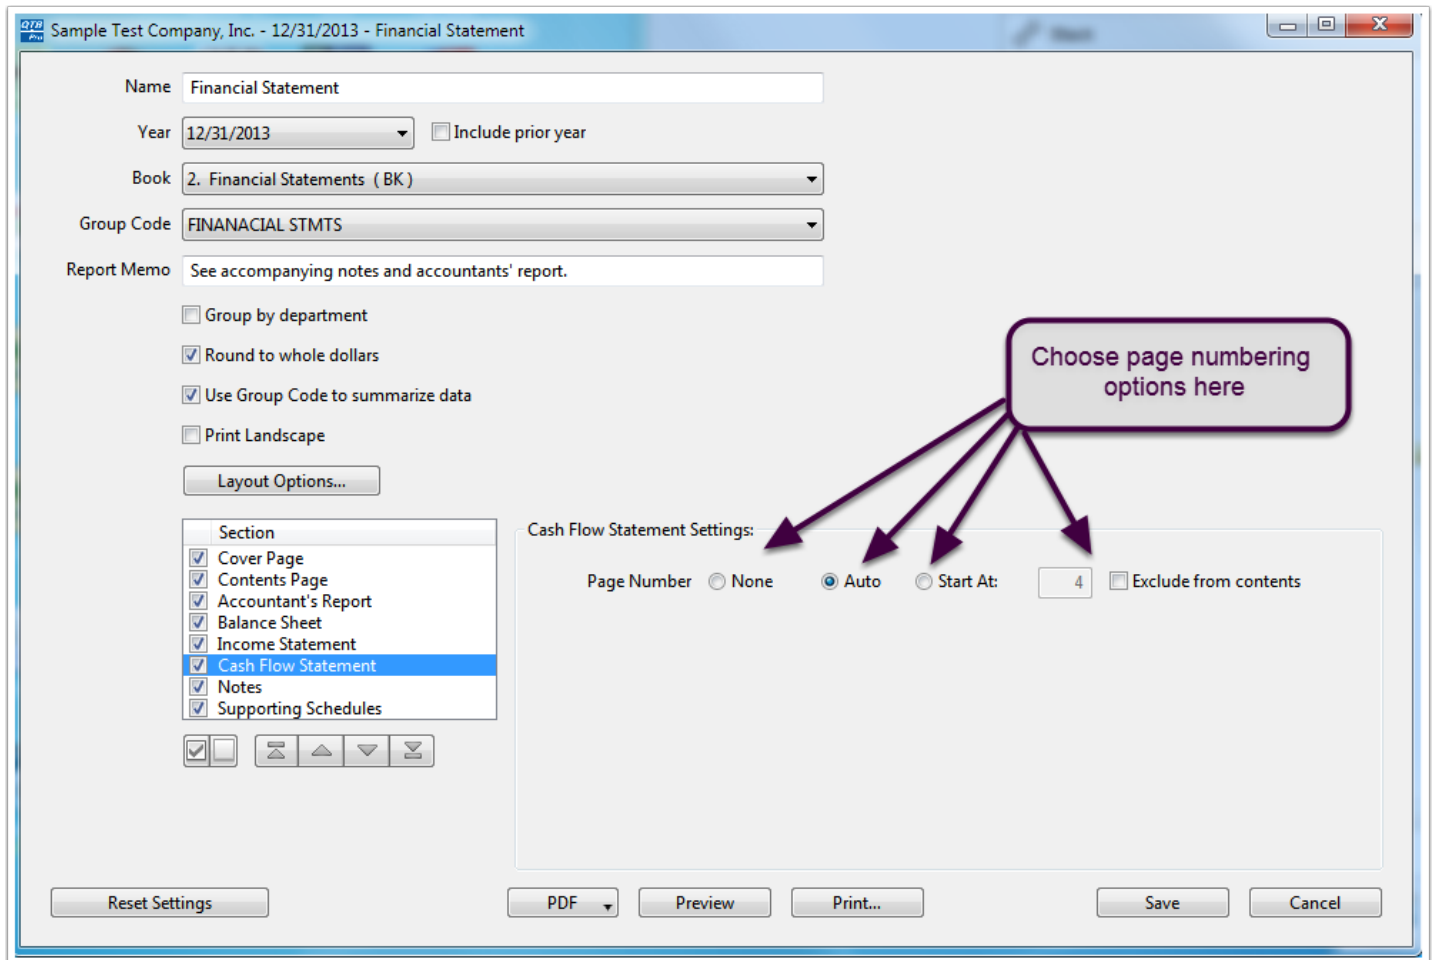 QTB Pro
Sample Test Company, Inc. - 12/31/2013 - Financial Statement
Name Financial Statement
Year 12/31/2013 Include prior year
Book 2. Financial Statements ( BK )
Group Code FINANACIAL STMTS
Report Memo See accompanying notes and accountants' report.
Group by department
Round to whole dollars
Use Group Code to summarize data
Print Landscape
Layout Options...
Choose page numbering
options here
Section
Cover Page
Contents Page
Accountant's Report
Balance Sheet
Income Statement
Cash Flow Statement
Notes
Supporting Schedules
Cash Flow Statement Settings:
Page Number None Auto Start At: 4 Exclude from contents
Reset Settings PDF Preview Print... Save Cancel